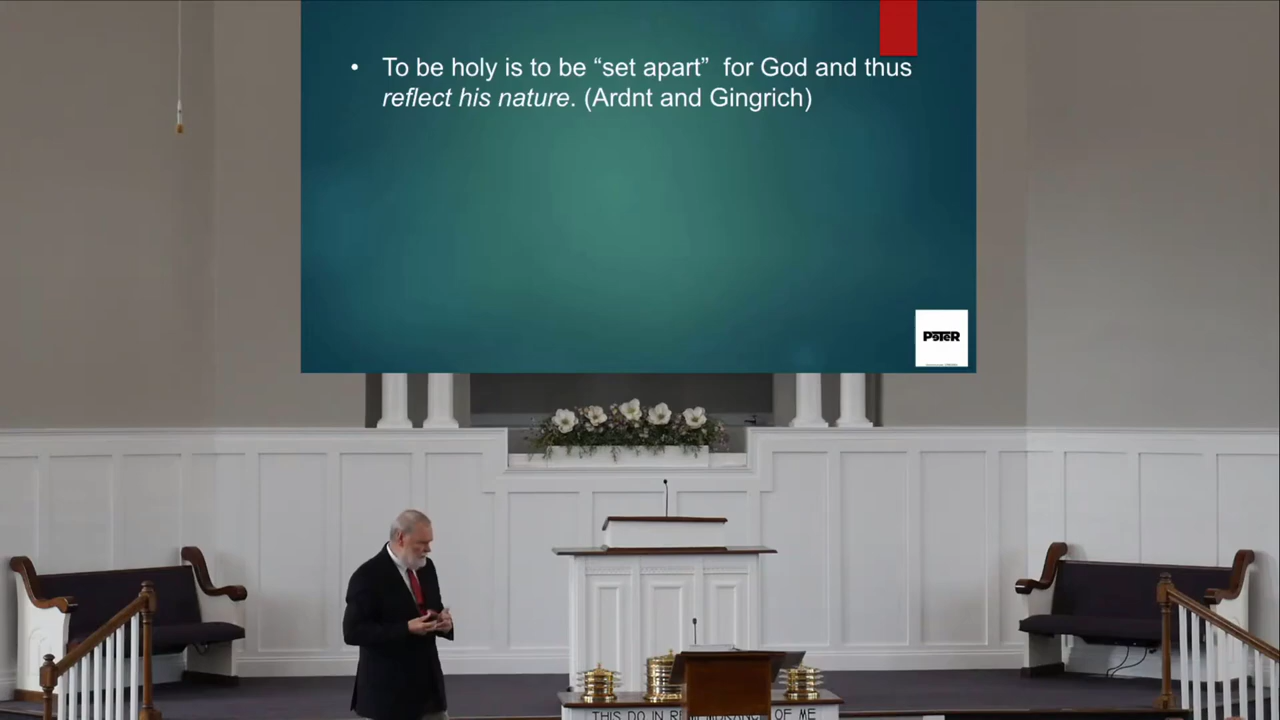 • To be holy is to be “set apart” for God and thus
reflect his nature. (Ardnt and Gingrich)
PeTeR
THIS DO IN OF ME